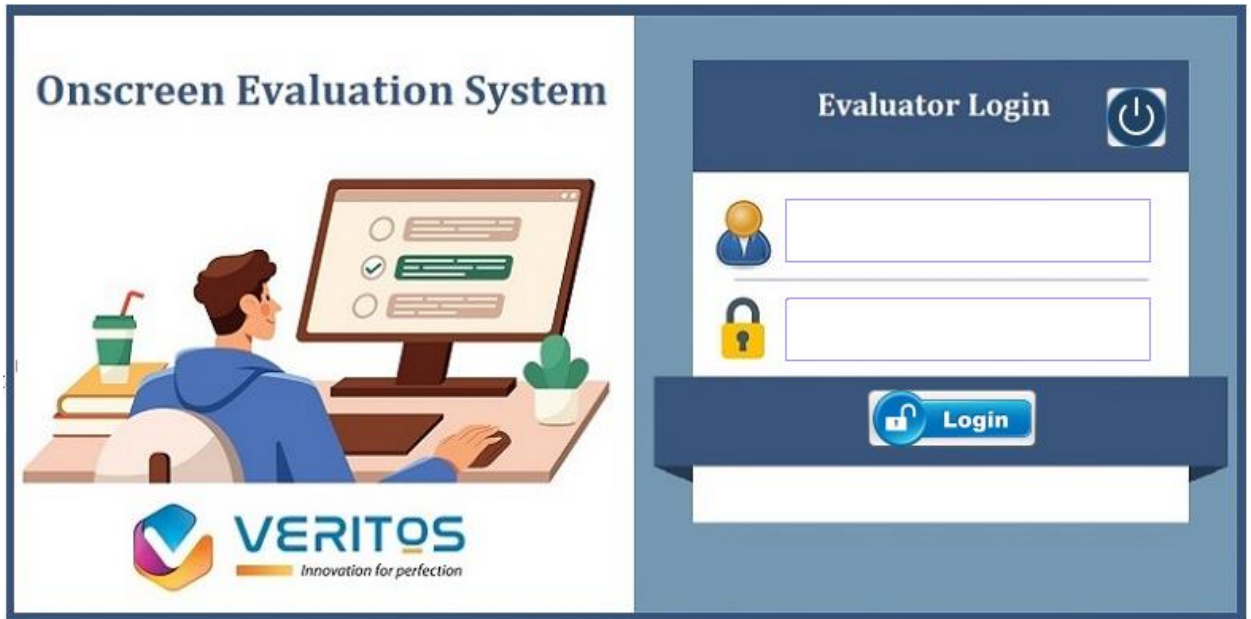 Onscreen Evaluation System
VERITOS
Innovation for perfection
Evaluator Login
Login